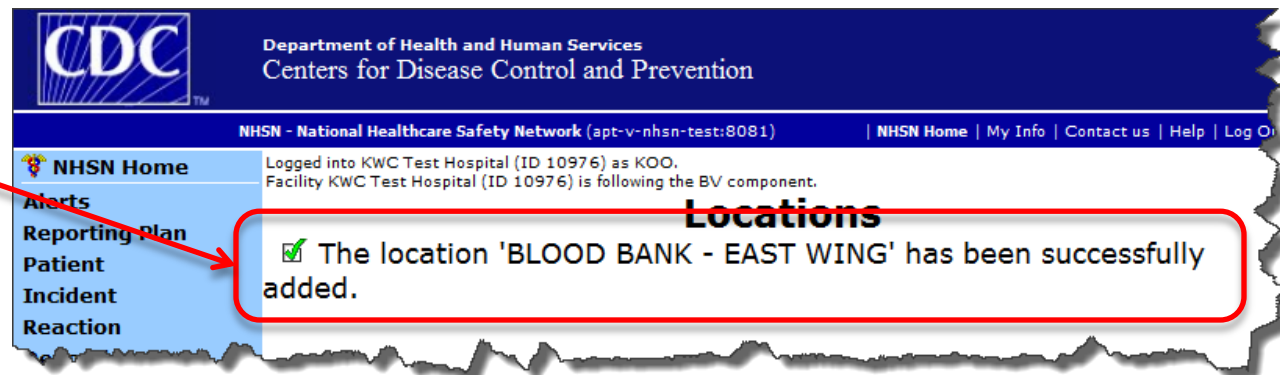 CDC
TM
Department of Health and Human Services
Centers for Disease Control and Prevention
NHSN - National Healthcare Safety Network (apt-v-nhsn-test:8081) | NHSN Home | My Info | Contact us | Help | Log
NHSN Home
Alerts
Reporting Plan
Patient
Incident
Reaction
Logged into KWC Test Hospital (ID 10976) as KOO.
Facility KWC Test Hospital (ID 10976) is following the BV component.
Locations
The location 'BLOOD BANK - EAST WING' has been successfully
added.